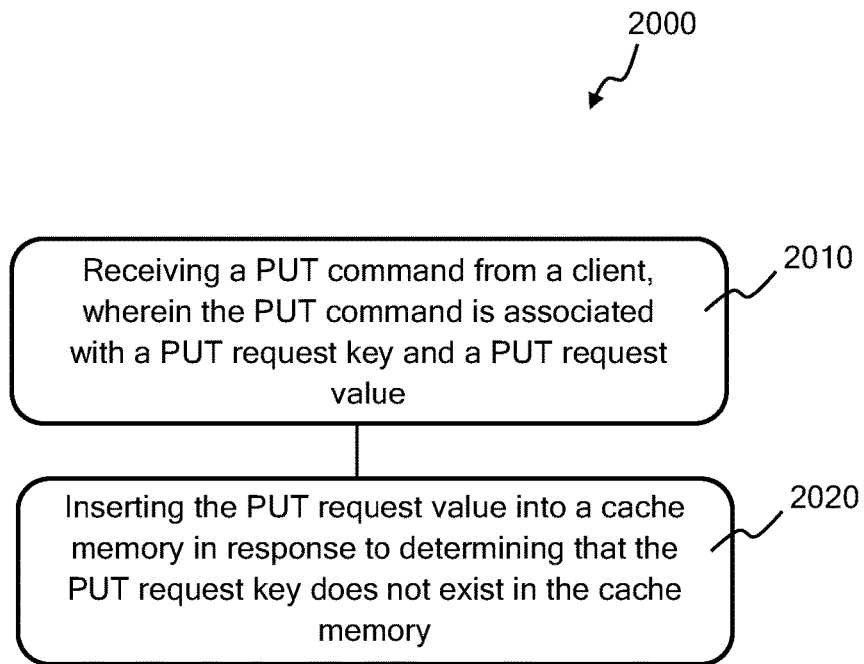 2000
Receiving a PUT command from a client,
wherein the PUT command is associated
with a PUT request key and a PUT request
value
2010
Inserting the PUT request value into a cache
memory in response to determining that the
PUT request key does not exist in the cache
memory
2020